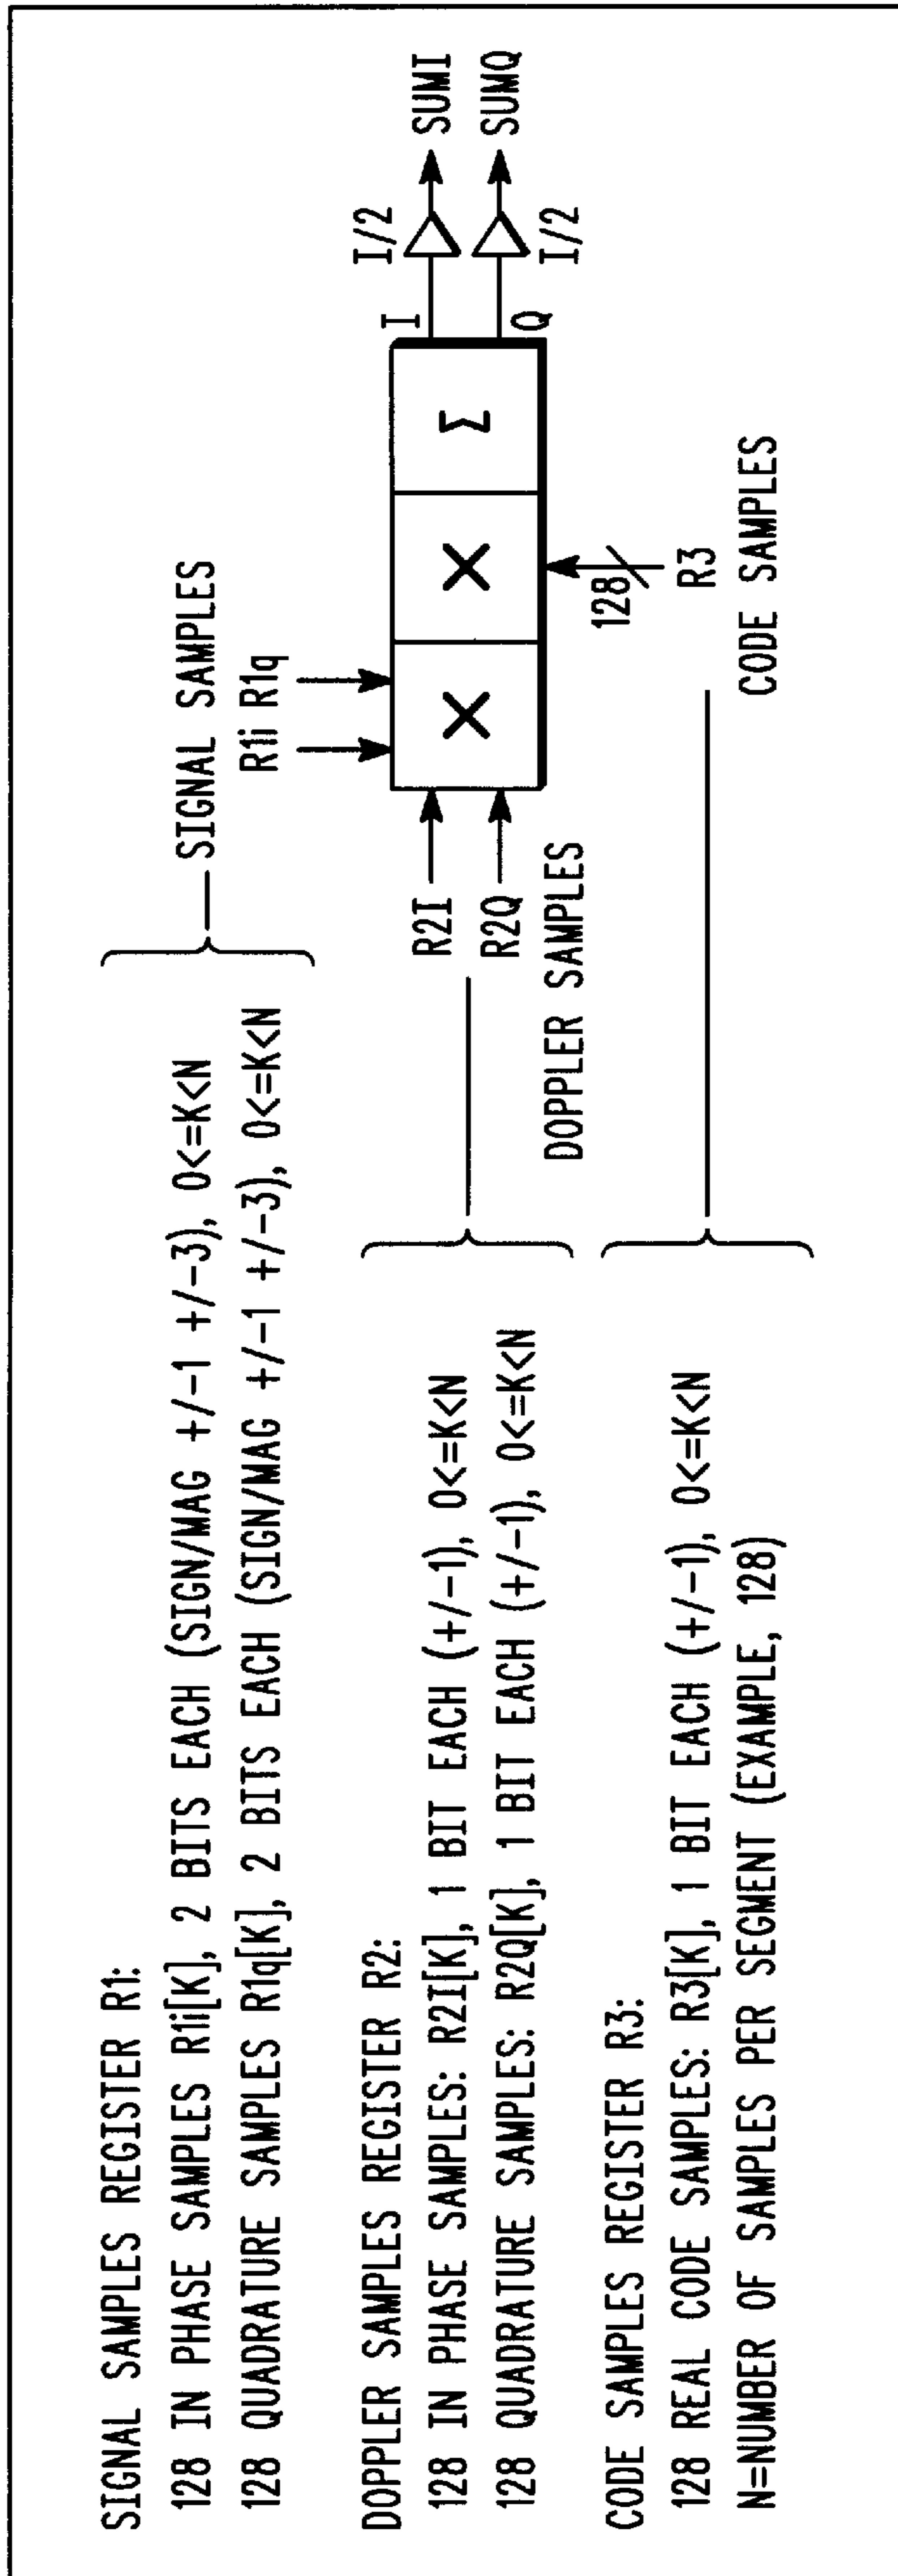 SIGNAL SAMPLES REGISTER R1:
128 IN PHASE SAMPLES R1i[K], 2 BITS EACH (SIGN/MAG +/-1 +/-3), 0<=K<N
128 QUADRATURE SAMPLES R1q[K], 2 BITS EACH (SIGN/MAG +/-1 +/-3), 0<=K<N
SIGNAL SAMPLES
R1i R1q
DOPPLER SAMPLES REGISTER R2:
128 IN PHASE SAMPLES: R2I[K], 1 BIT EACH (+/-1), 0<=K<N
128 QUADRATURE SAMPLES: R2Q[K], 1 BIT EACH (+/-1), 0<=K<N
R2I
R2Q
DOPPLER SAMPLES
× × Σ
I
Q
I/2
I/2
SUMI
SUMQ
CODE SAMPLES REGISTER R3:
128 REAL CODE SAMPLES: R3[K], 1 BIT EACH (+/-1), 0<=K<N
N=NUMBER OF SAMPLES PER SEGMENT (EXAMPLE, 128)
128
R3
CODE SAMPLES